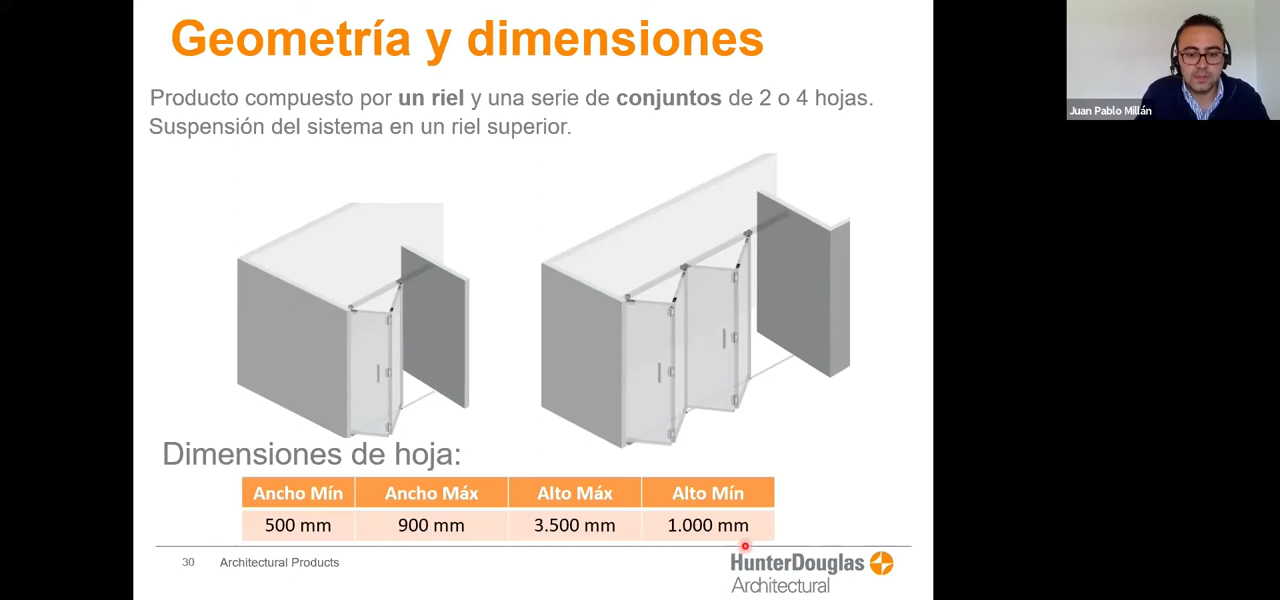 Geometría y dimensiones
Producto compuesto por un riel y una serie de conjuntos de 2 o 4 hojas.
Suspensión del sistema en un riel superior.
Juan Pablo Millán
Dimensiones de hoja:
Ancho Mín Ancho Máx Alto Máx Alto Mín
500 mm 900 mm 3.500 mm 1.000 mm
30 Architectural Products
HunterDouglas
Architectural